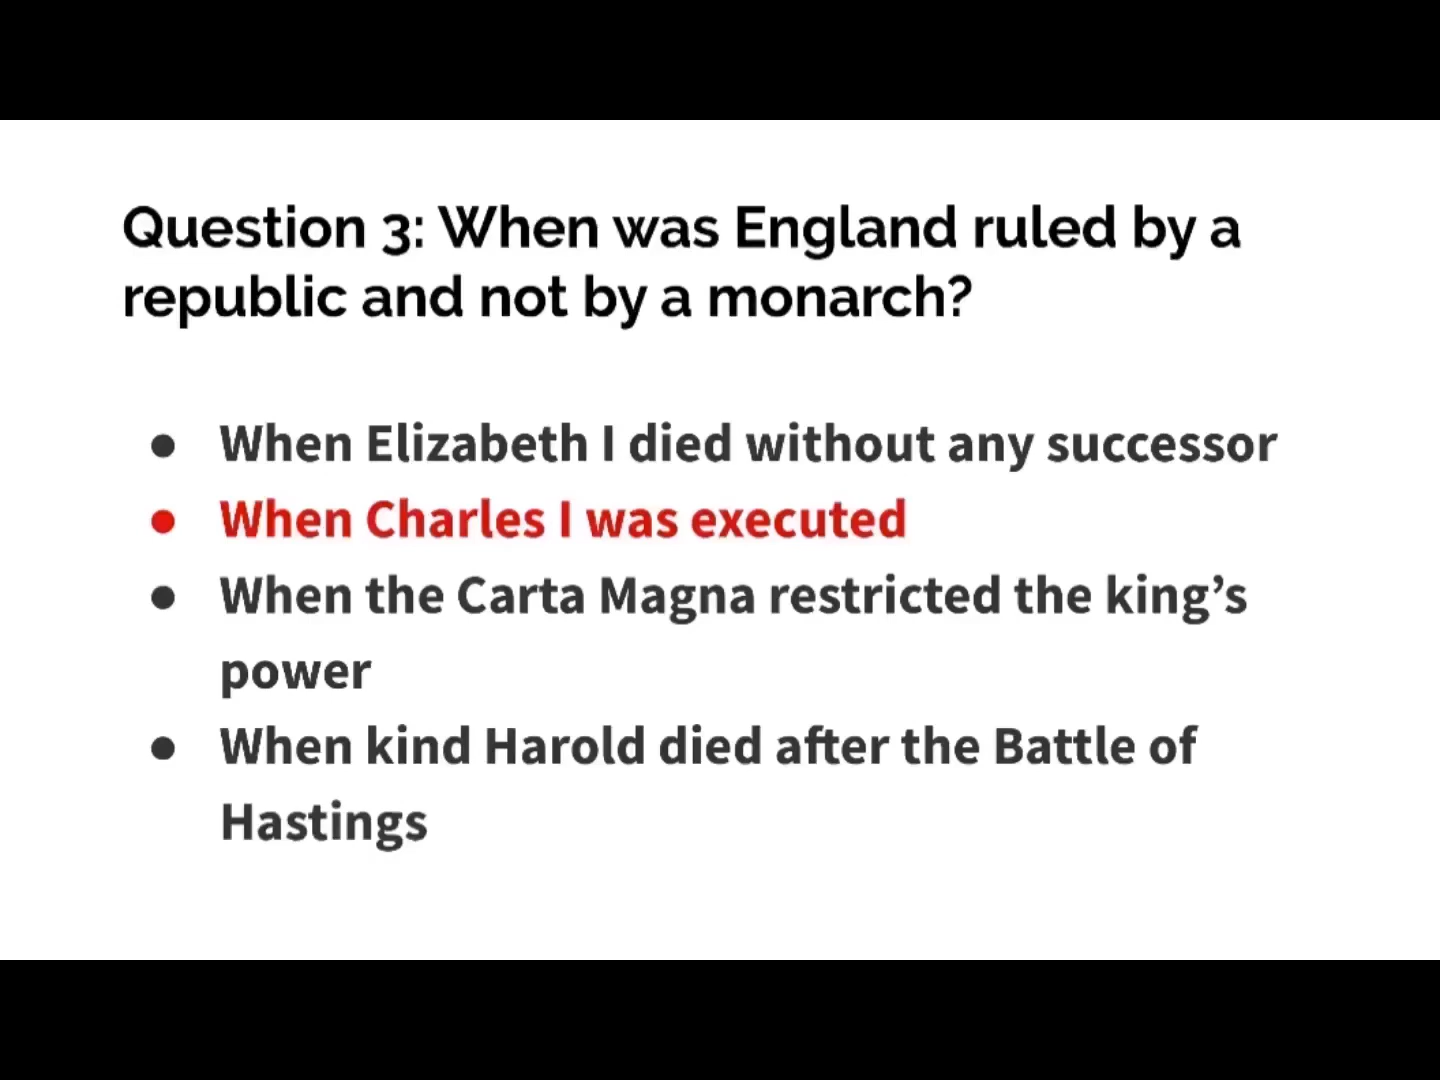 Question 3: When was England ruled by a
republic and not by a monarch?
● When Elizabeth I died without any successor
● When Charles I was executed
● When the Carta Magna restricted the king’s
power
● When kind Harold died after the Battle of
Hastings